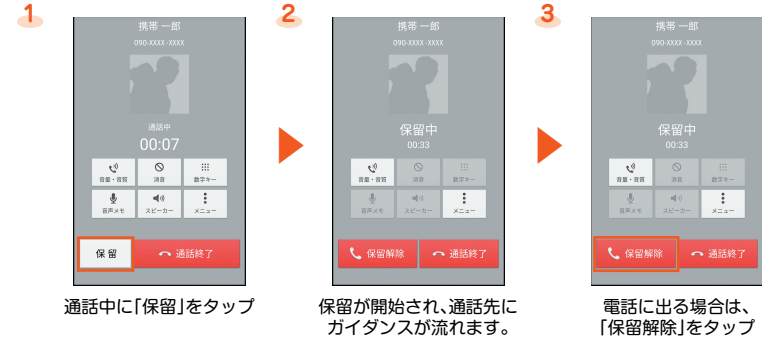 1
携帯 一郎
090-XXXX-XXXX
通話中
00:07
音量・音質
消音
数字キー
音声メモ
スピーカー
メニュー
保留
通話終了
通話中に「保留」をタップ
2
携帯 一郎
090-XXXX-XXXX
保留中
00:33
音量・音質
消音
数字キー
音声メモ
スピーカー
メニュー
保留解除
通話終了
保留が開始され、通話先に
ガイダンスが流れます。
3
携帯 一郎
090-XXXX-XXXX
保留中
00:33
音量・音質
消音
数字キー
音声メモ
スピーカー
メニュー
保留解除
通話終了
電話に出る場合は、
「保留解除」をタップ